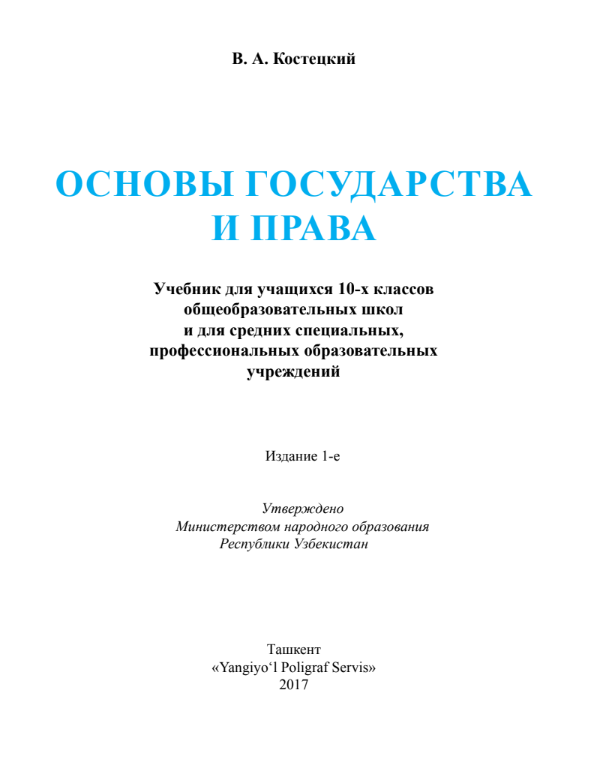 В. А. Костецкий
ОСНОВЫ ГОСУДАРСТВА
И ПРАВА
Учебник для учащихся 10-х классов
общеобразовательных школ
и для средних специальных,
профессиональных образовательных
учреждений
Издание 1-е
Утверждено
Министерством народного образования
Республики Узбекистан
Ташкент
«Yangiyo‘l Poligraf Servis»
2017